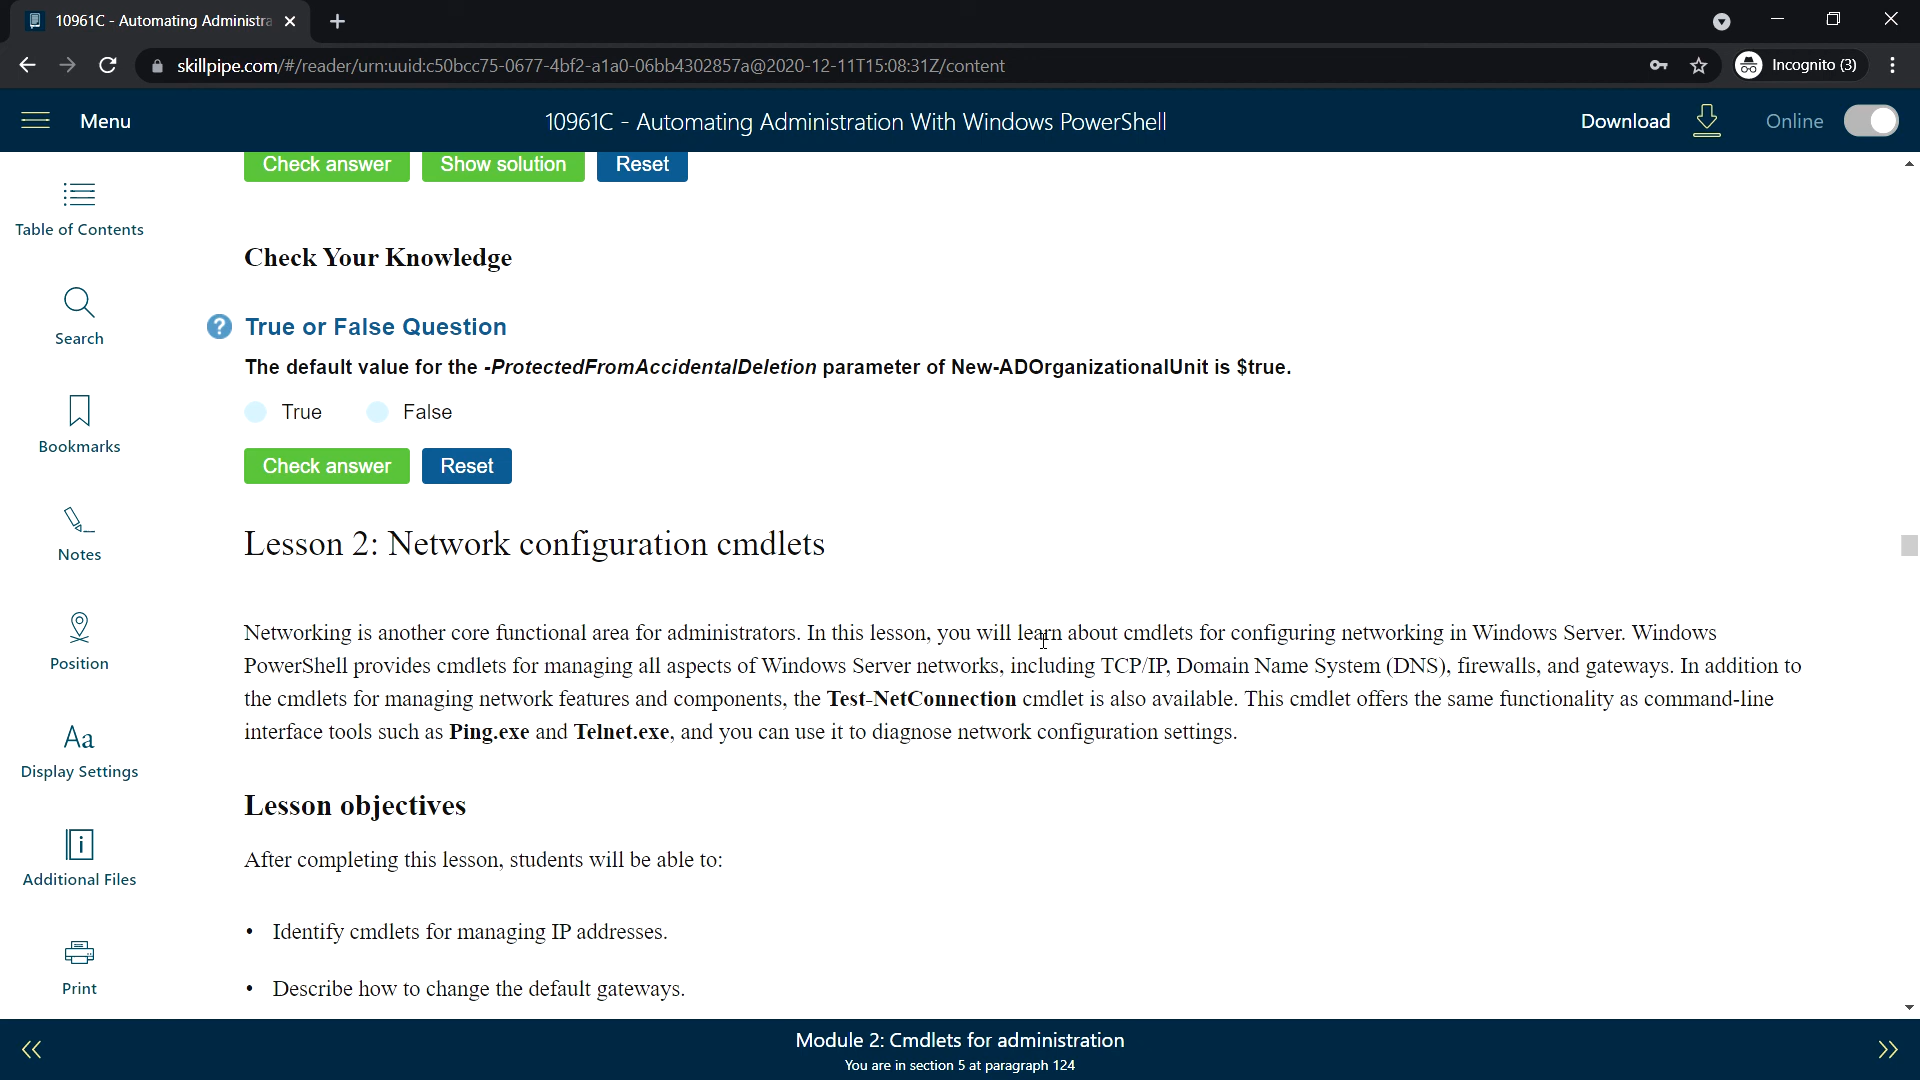 10961C - Automating Administra
skillpipe.com/#/reader/urn:uuid:c50bcc75-0677-4bf2-a1a0-06bb4302857a@2020-12-11T15:08:31Z/content
Incognito (3)
Menu
10961C - Automating Administration With Windows PowerShell
Download
Online
Check answer
Show solution
Reset
Table of Contents
Search
Bookmarks
Notes
Position
Aa
Display Settings
Additional Files
Print
Check Your Knowledge
? True or False Question
The default value for the -ProtectedFromAccidentalDeletion parameter of New-ADOrganizationalUnit is $true.
True
False
Check answer
Reset
Lesson 2: Network configuration cmdlets
Networking is another core functional area for administrators. In this lesson, you will learn about cmdlets for configuring networking in Windows Server. Windows
PowerShell provides cmdlets for managing all aspects of Windows Server networks, including TCP/IP, Domain Name System (DNS), firewalls, and gateways. In addition to
the cmdlets for managing network features and components, the Test-NetConnection cmdlet is also available. This cmdlet offers the same functionality as command-line
interface tools such as Ping.exe and Telnet.exe, and you can use it to diagnose network configuration settings.
Lesson objectives
After completing this lesson, students will be able to:
• Identify cmdlets for managing IP addresses.
• Describe how to change the default gateways.
Module 2: Cmdlets for administration
You are in section 5 at paragraph 124